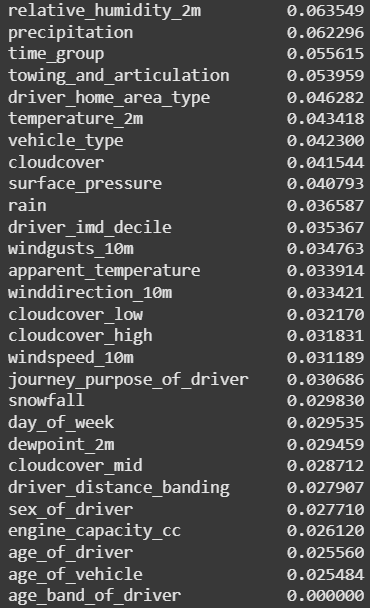 relative_humidity_2m 0.063549
precipitation 0.062296
time_group 0.055615
towing_and_articulation 0.053959
driver_home_area_type 0.046282
temperature_2m 0.043418
vehicle_type 0.042300
cloudcover 0.041544
surface_pressure 0.040793
rain 0.036587
driver_imd_decile 0.035367
windgusts_10m 0.034763
apparent_temperature 0.033914
winddirection_10m 0.033421
cloudcover_low 0.032170
cloudcover_high 0.031831
windspeed_10m 0.031189
journey_purpose_of_driver 0.030686
snowfall 0.029830
day_of_week 0.029535
dewpoint_2m 0.029459
cloudcover_mid 0.028712
driver_distance_banding 0.027907
sex_of_driver 0.027710
engine_capacity_cc 0.026120
age_of_driver 0.025560
age_of_vehicle 0.025484
age_band_of_driver 0.000000